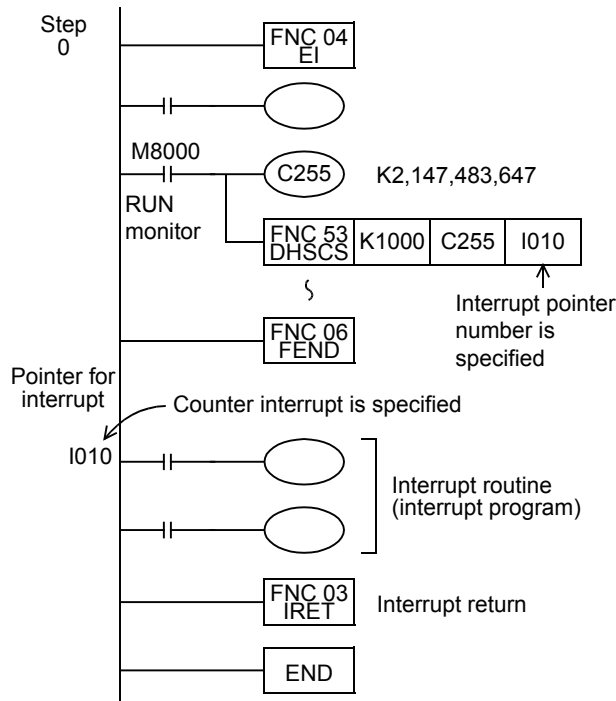 Step
0
FNC 04
EI
M8000
C255
K2,147,483,647
RUN
monitor
FNC 53
DHSCS
K1000
C255
I010
Interrupt pointer
number is
specified
FNC 06
FEND
Pointer for
interrupt
Counter interrupt is specified
I010
Interrupt routine
(interrupt program)
FNC 03
IRET
Interrupt return
END